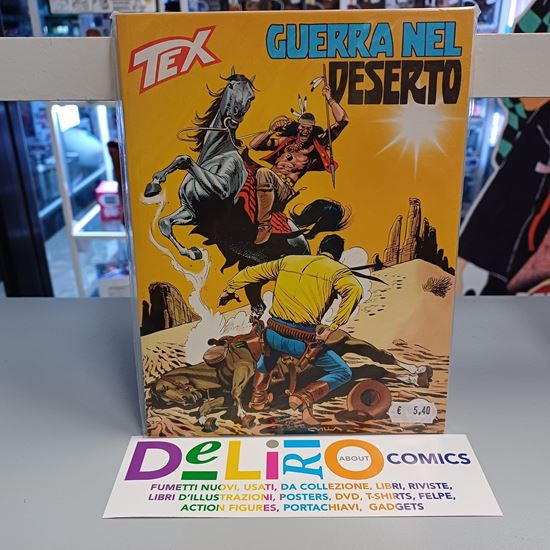 TEX
GUERRA NEL
DESERTO
VILLA
€ 5,40
DeLiRiO ABOUT COMICS
FUMETTI NUOVI, USATI, DA COLLEZIONE, LIBRI, RIVISTE,
LIBRI D'ILLUSTRAZIONI, POSTERS, DVD, T-SHIRTS, FELPE,
ACTION FIGURES, PORTACHIAVI, GADGETS